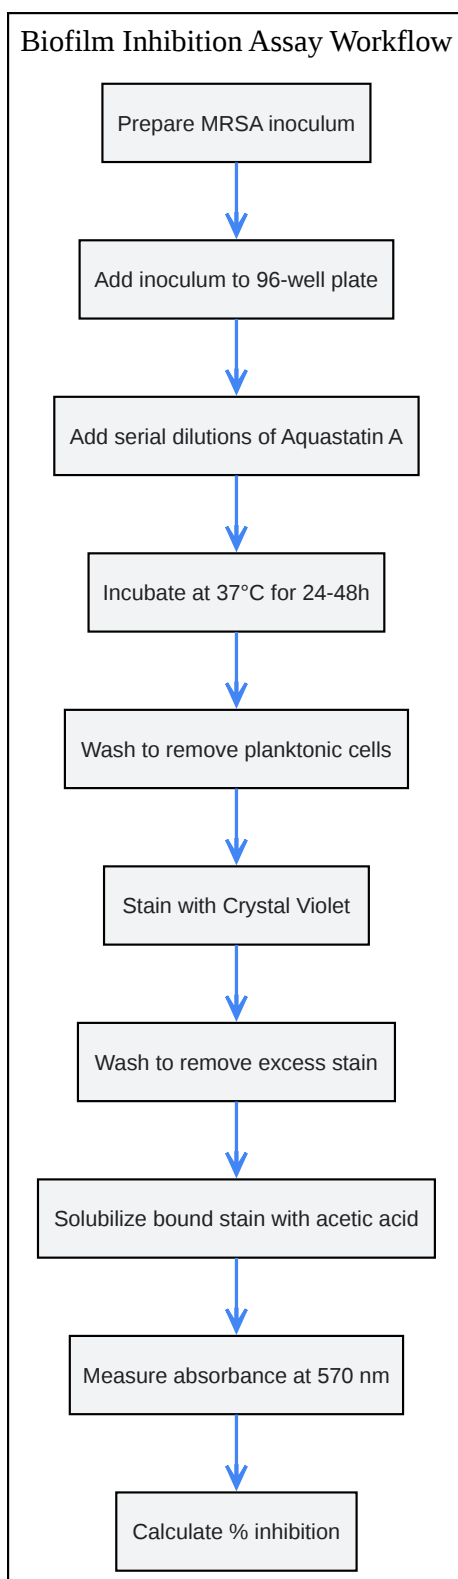 Biofilm Inhibition Assay Workflow
Prepare MRSA inoculum
Add inoculum to 96-well plate
Add serial dilutions of Aquastatin A
Incubate at 37°C for 24-48h
Wash to remove planktonic cells
Stain with Crystal Violet
Wash to remove excess stain
Solubilize bound stain with acetic acid
Measure absorbance at 570 nm
Calculate % inhibition